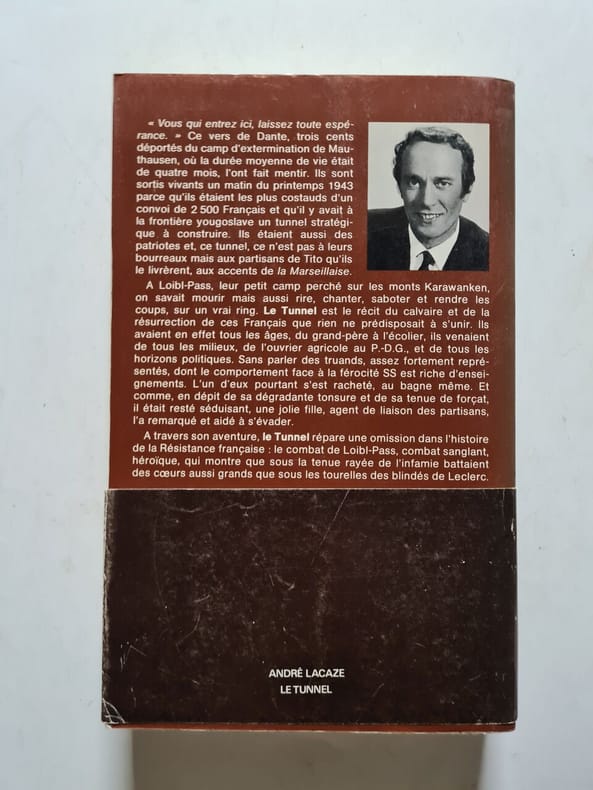 « Vous qui entrez ici, laissez toute espé-
rance. » Ce vers de Dante, trois cents
déportés du camp d'extermination de Mau-
thausen, où la durée moyenne de vie était
de quatre mois, l'ont fait mentir. Ils sont
sortis vivants un matin du printemps 1943
parce qu'ils étaient les plus costauds d'un
convoi de 2 500 Français et qu'il y avait à
la frontière yougoslave un tunnel stratégi-
que à construire. Ils étaient aussi des
patriotes et, ce tunnel, ce n'est pas à leurs
bourreaux mais aux partisans de Tito qu'ils
le livrèrent, aux accents de la Marseillaise.
A Loibl-Pass, leur petit camp perché sur les monts Karawanken,
on savait mourir mais aussi rire, chanter, saboter et rendre les
coups, sur un vrai ring. Le Tunnel est le récit du calvaire et de la
résurrection de ces Français que rien ne prédisposait à s'unir. Ils
avaient en effet tous les âges, du grand-père à l'écolier, ils venaient
de tous les milieux, de l'ouvrier agricole au P.-D.G., et de tous les
horizons politiques. Sans parler des truands, assez fortement repré-
sentés, dont le comportement face à la férocité SS est riche d'ensei-
gnements. L'un d'eux pourtant s'est racheté, au bagne même. Et
comme, en dépit de sa dégradante tonsure et de sa tenue de forçat,
il était resté séduisant, une jolie fille, agent de liaison des partisans,
l'a remarqué et aidé à s'évader.
A travers son aventure, le Tunnel répare une omission dans l'histoire
de la Résistance française : le combat de Loibl-Pass, combat sanglant,
héroïque, qui montre que sous la tenue rayée de l'infamie battaient
des cœurs aussi grands que sous les tourelles des blindés de Leclerc.
ANDRÉ LACAZE
LE TUNNEL